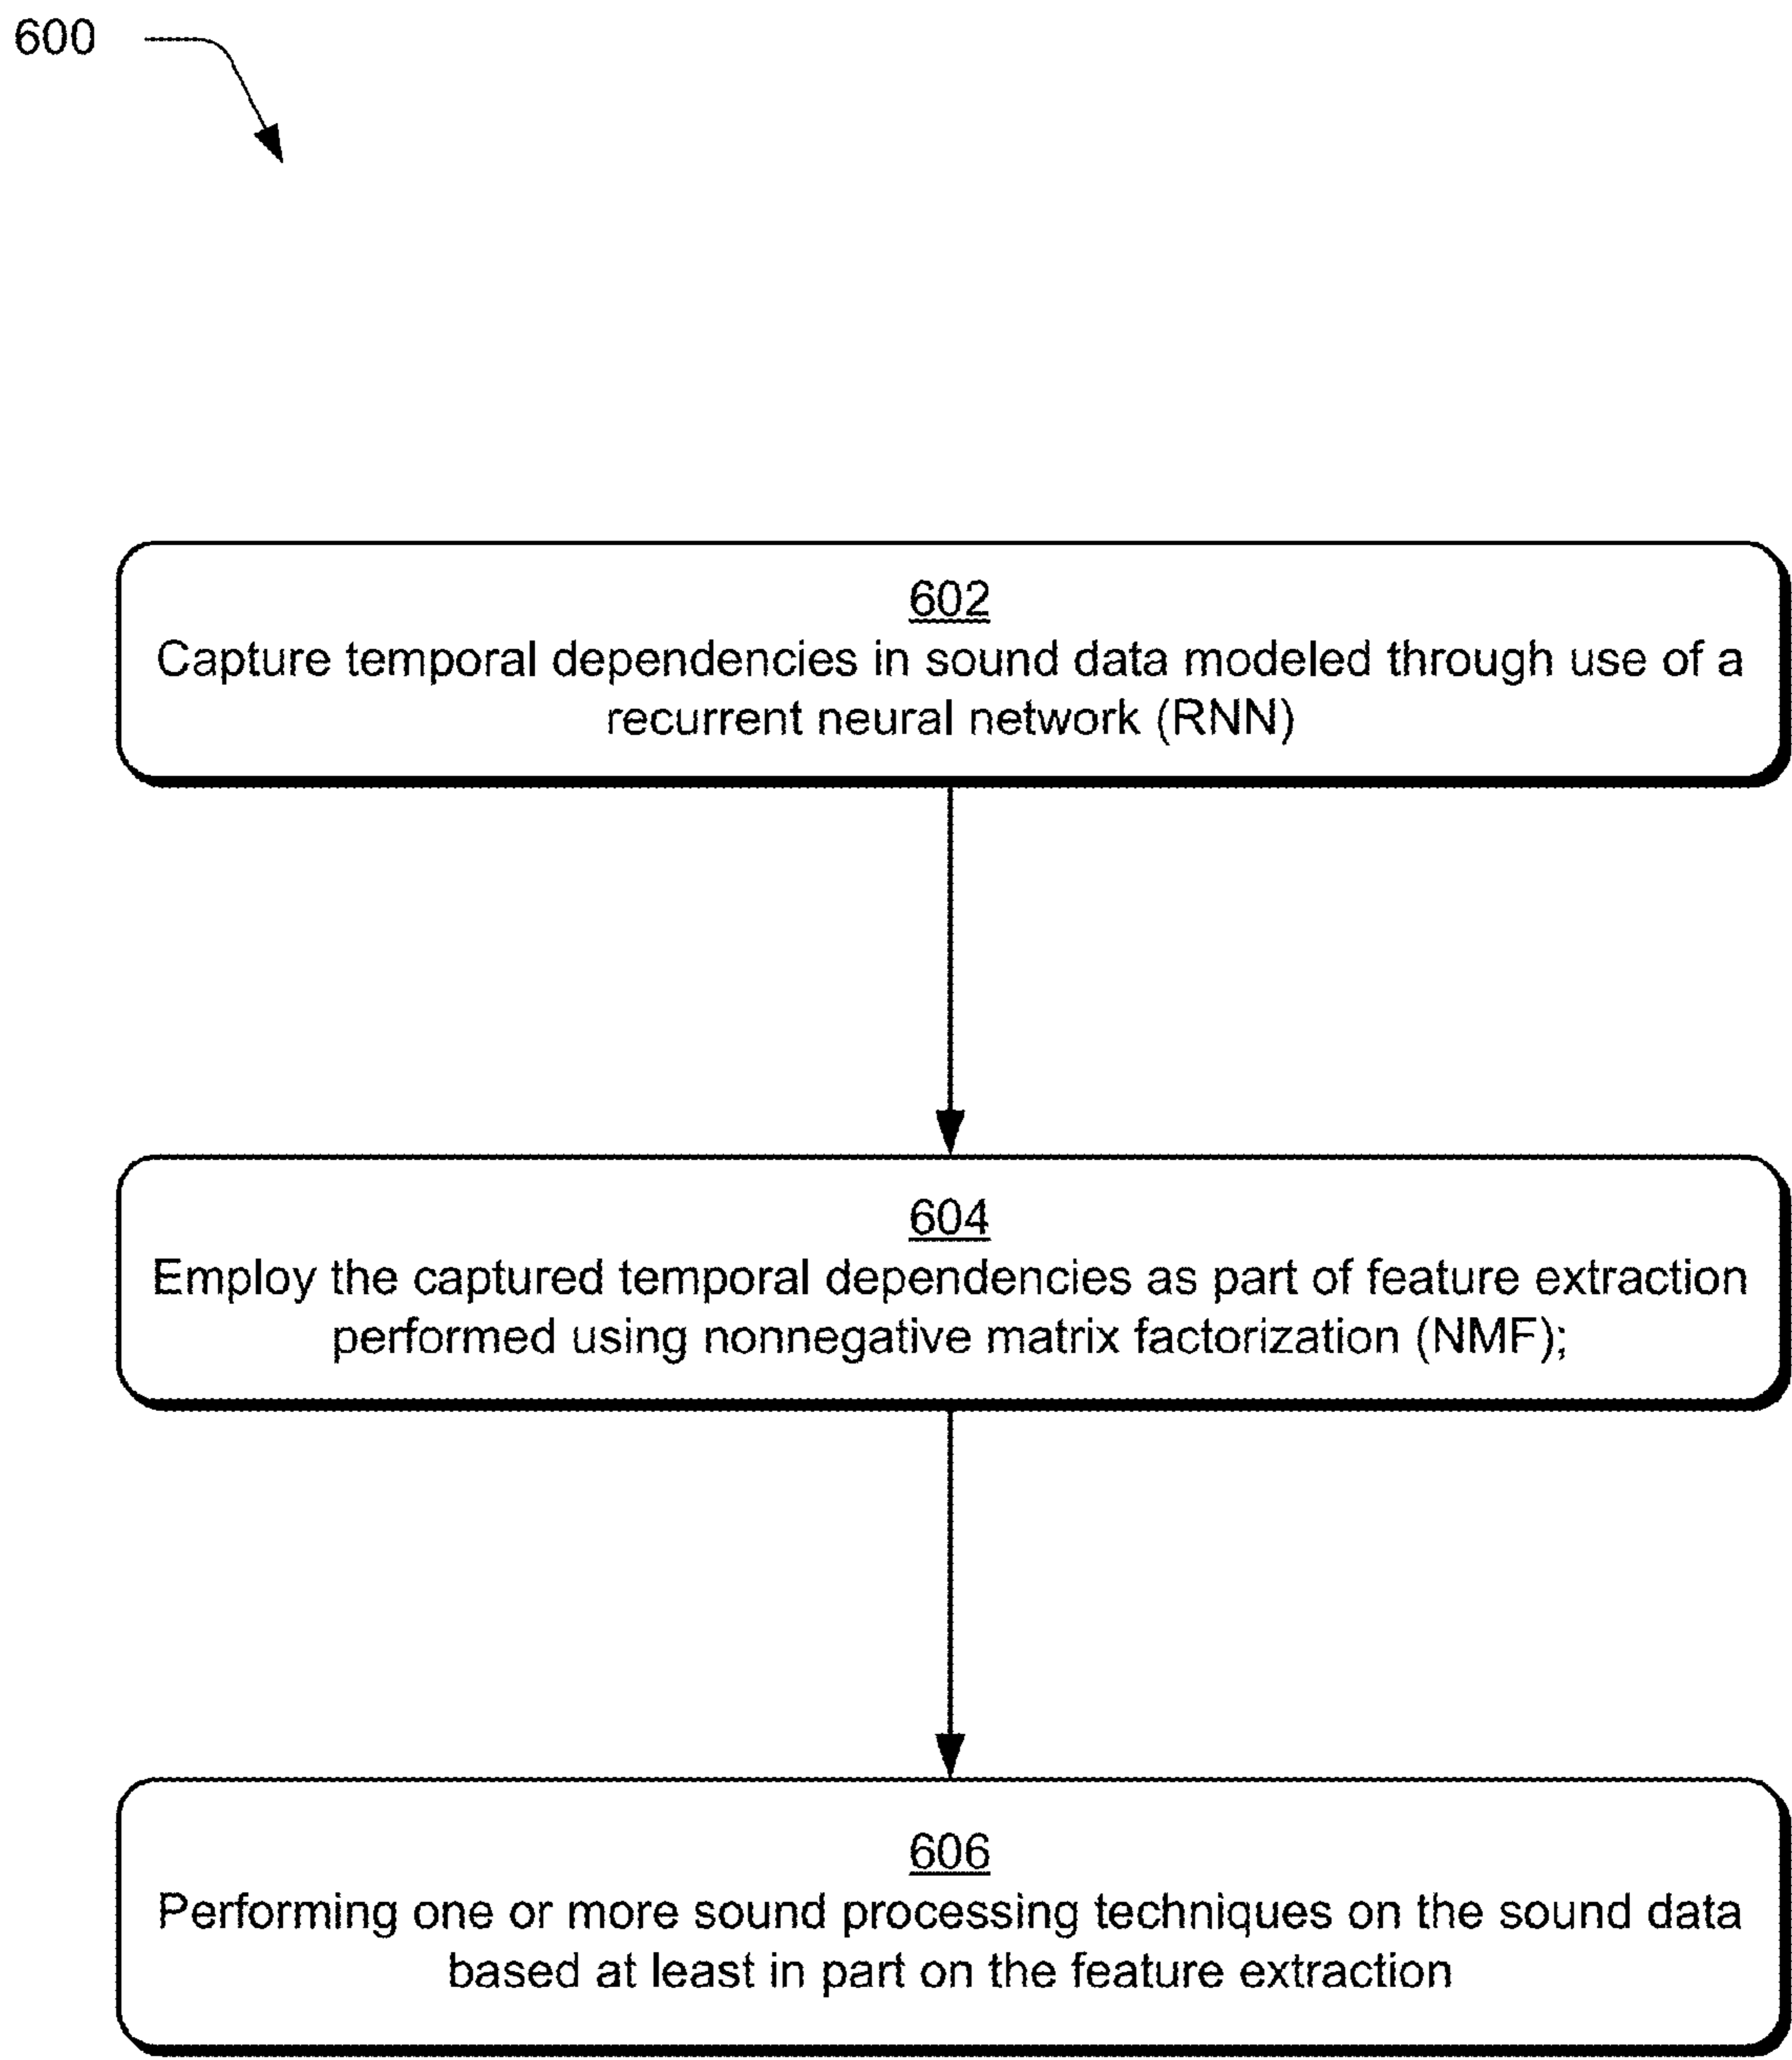 600
602
Capture temporal dependencies in sound data modeled through use of a
recurrent neural network (RNN)
604
Employ the captured temporal dependencies as part of feature extraction
performed using nonnegative matrix factorization (NMF);
606
Performing one or more sound processing techniques on the sound data
based at least in part on the feature extraction